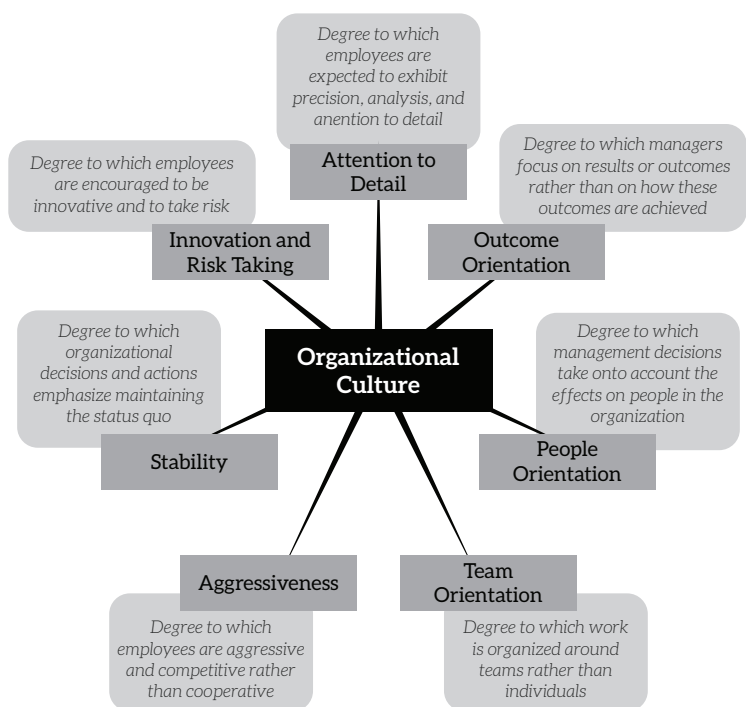 Degree to which
employees are
expected to exhibit
precision, analysis, and
anention to detail
Attention to
Detail
Degree to which employees
are encouraged to be
innovative and to take risk
Innovation and
Risk Taking
Degree to which managers
focus on results or outcomes
rather than on how these
outcomes are achieved
Outcome
Orientation
Organizational
Culture
Degree to which
organizational
decisions and actions
emphasize maintaining
the status quo
Stability
Degree to which
management decisions
take onto account the
effects on people in the
organization
People
Orientation
Aggressiveness
Degree to which
employees are aggressive
and competitive rather
than cooperative
Team
Orientation
Degree to which work
is organized around
teams rather than
individuals